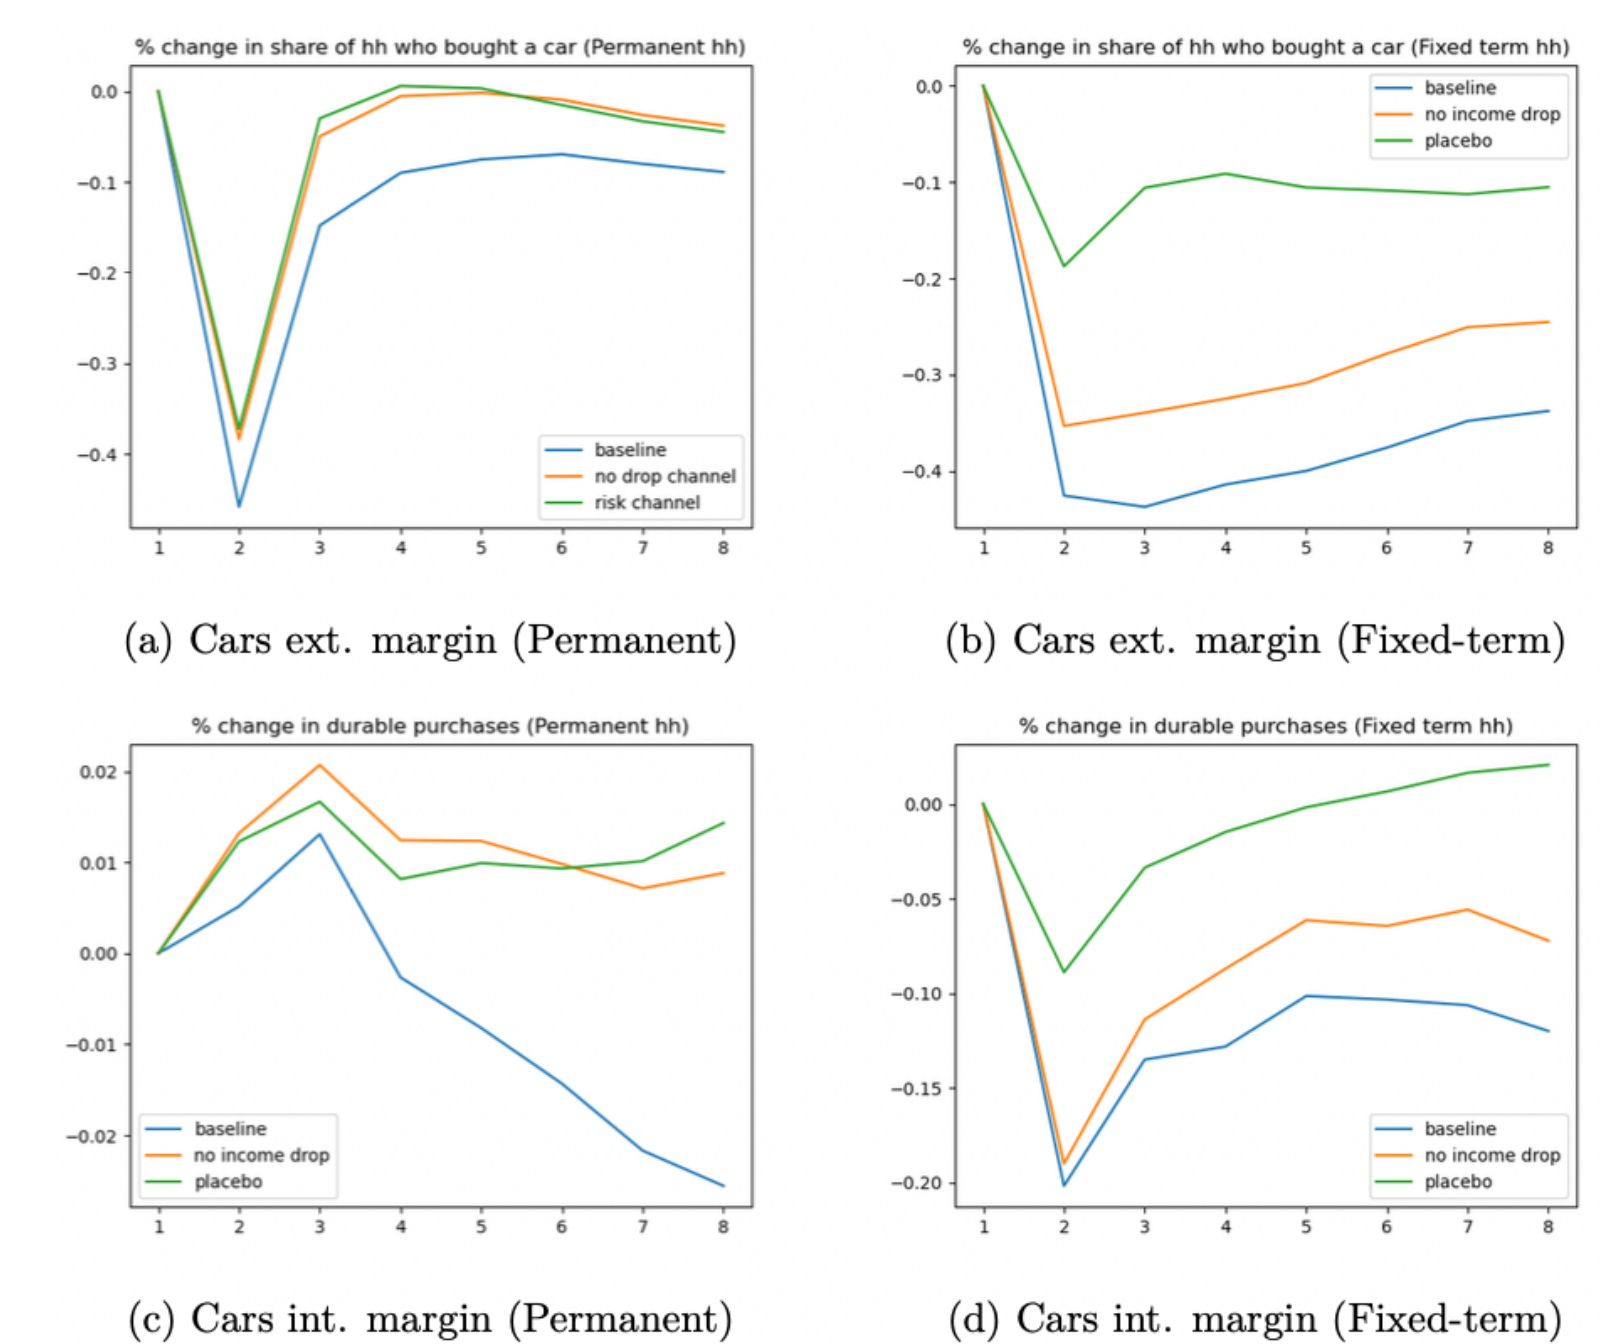 % change in share of hh who bought a car (Permanent hh)
0.0
−0.1
−0.2
−0.3
−0.4
baseline
no drop channel
risk channel
1 2 3 4 5 6 7 8
(a) Cars ext. margin (Permanent)
% change in share of hh who bought a car (Fixed term hh)
0.0
−0.1
−0.2
−0.3
−0.4
baseline
no income drop
placebo
1 2 3 4 5 6 7 8
(b) Cars ext. margin (Fixed-term)
% change in durable purchases (Permanent hh)
0.02
0.01
0.00
−0.01
−0.02
baseline
no income drop
placebo
1 2 3 4 5 6 7 8
(c) Cars int. margin (Permanent)
% change in durable purchases (Fixed term hh)
0.00
−0.05
−0.10
−0.15
−0.20
baseline
no income drop
placebo
1 2 3 4 5 6 7 8
(d) Cars int. margin (Fixed-term)